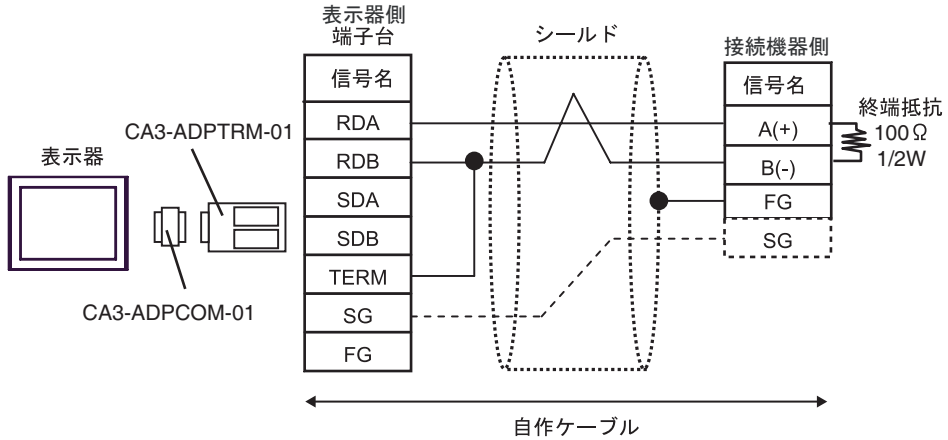 表示器側
端子台
シールド
接続機器側
信号名
信号名
終端抵抗
100Ω
1/2W
CA3-ADPTRM-01
表示器
RDA
A(+)
RDB
B(-)
SDA
FG
SDB
SG
TERM
CA3-ADPCOM-01
SG
FG
自作ケーブル